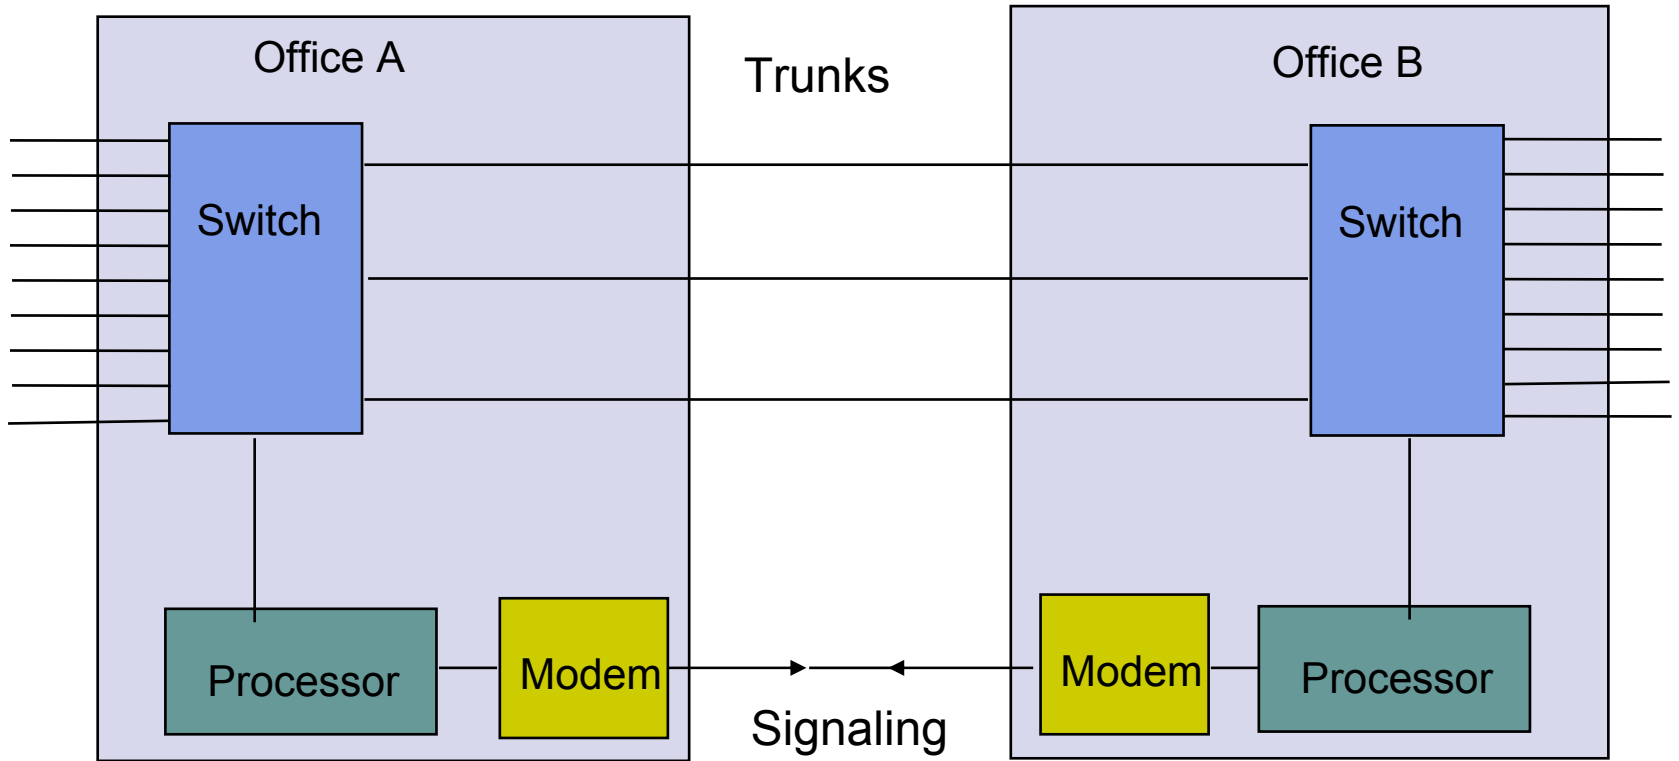 Office A
Trunks
Office B
Switch
Switch
Processor
Modem
Modem
Processor
Signaling